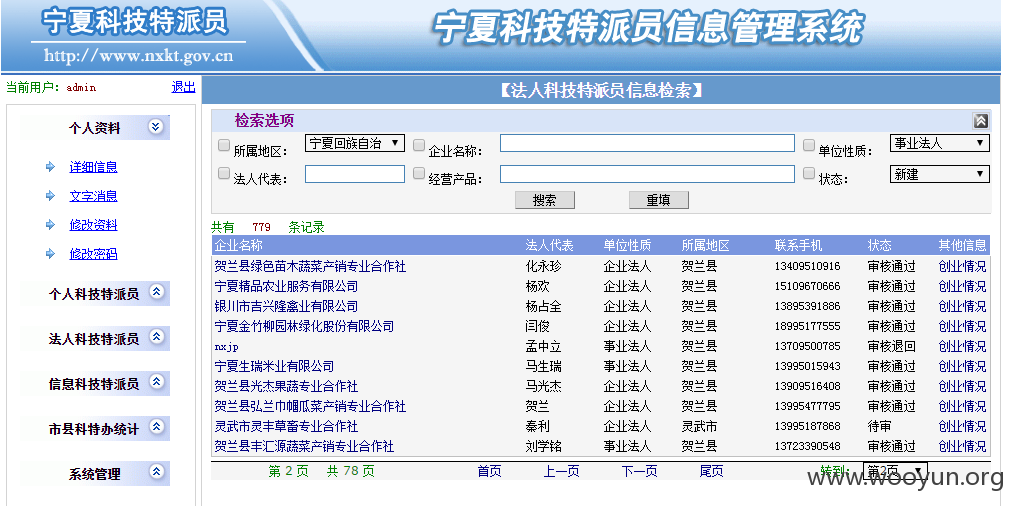 宁夏科技特派员
http://www.nxkt.gov.cn
宁夏科技特派员信息管理系统
当前用户：admin 退出
【法人科技特派员信息检索】
个人资料
详细信息
文字消息
修改资料
修改密码
个人科技特派员
法人科技特派员
信息科技特派员
市县科特办统计
系统管理
检索选项
所属地区： 宁夏回族自治 企业名称： 单位性质： 事业法人
法人代表： 经营产品： 状态： 新建
搜索 重填
共有 779 条记录
企业名称 法人代表 单位性质 所属地区 联系手机 状态 其他信息
贺兰县绿色苗木蔬菜产销专业合作社 化永珍 企业法人 贺兰县 13409510916 审核通过 创业情况
宁夏精品农业服务有限公司 杨欢 企业法人 贺兰县 15109670666 审核通过 创业情况
银川市吉兴隆禽业有限公司 杨占全 企业法人 贺兰县 13895391886 审核通过 创业情况
宁夏金竹柳园林绿化股份有限公司 闫俊 企业法人 贺兰县 18995177555 审核通过 创业情况
nxjp 孟中立 事业法人 贺兰县 13709500785 审核退回 创业情况
宁夏生瑞米业有限公司 马生瑞 事业法人 贺兰县 13995015943 审核通过 创业情况
贺兰县光杰果蔬专业合作社 马光杰 企业法人 贺兰县 13909516408 审核通过 创业情况
贺兰县弘兰巾帼瓜菜产销专业合作社 贺兰 企业法人 贺兰县 13995477795 审核通过 创业情况
灵武市灵丰草畜专业合作社 秦利 企业法人 灵武市 13995187868 待审 创业情况
贺兰县丰汇源蔬菜产销专业合作社 刘学铭 事业法人 贺兰县 13723390548 审核通过 创业情况
第 2 页 共 78 页 首页 上一页 下一页 尾页 转到： 第2页
www.wooyun.org